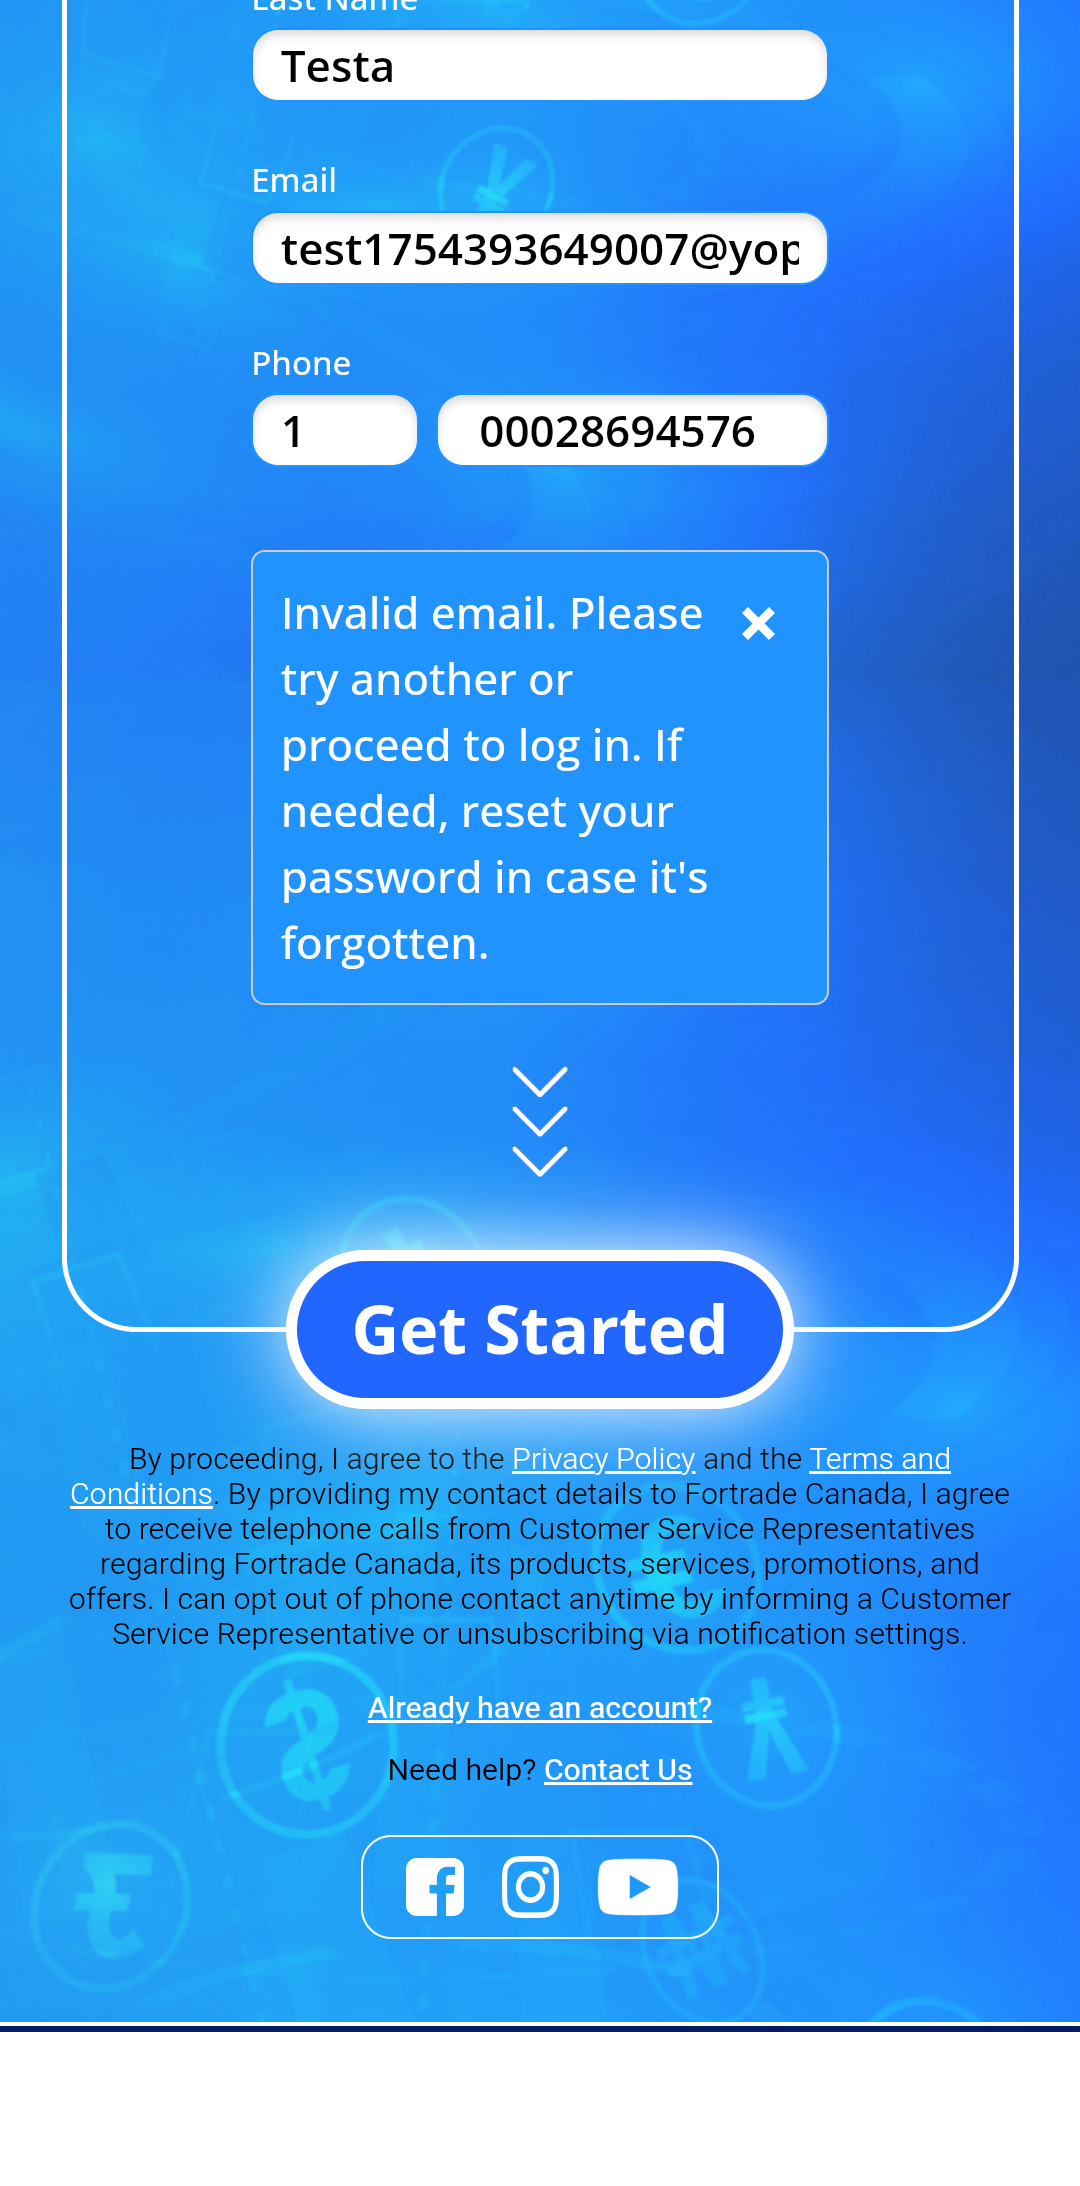 Last Name
Testa
Email
test1754393649007@yop
Phone
1 00028694576
Invalid email. Please
try another or
proceed to log in. If
needed, reset your
password in case it's
forgotten.
Get Started
By proceeding, I agree to the Privacy Policy and the Terms and
Conditions. By providing my contact details to Fortrade Canada, I agree
to receive telephone calls from Customer Service Representatives
regarding Fortrade Canada, its products, services, promotions, and
offers. I can opt out of phone contact anytime by informing a Customer
Service Representative or unsubscribing via notification settings.
Already have an account?
Need help? Contact Us